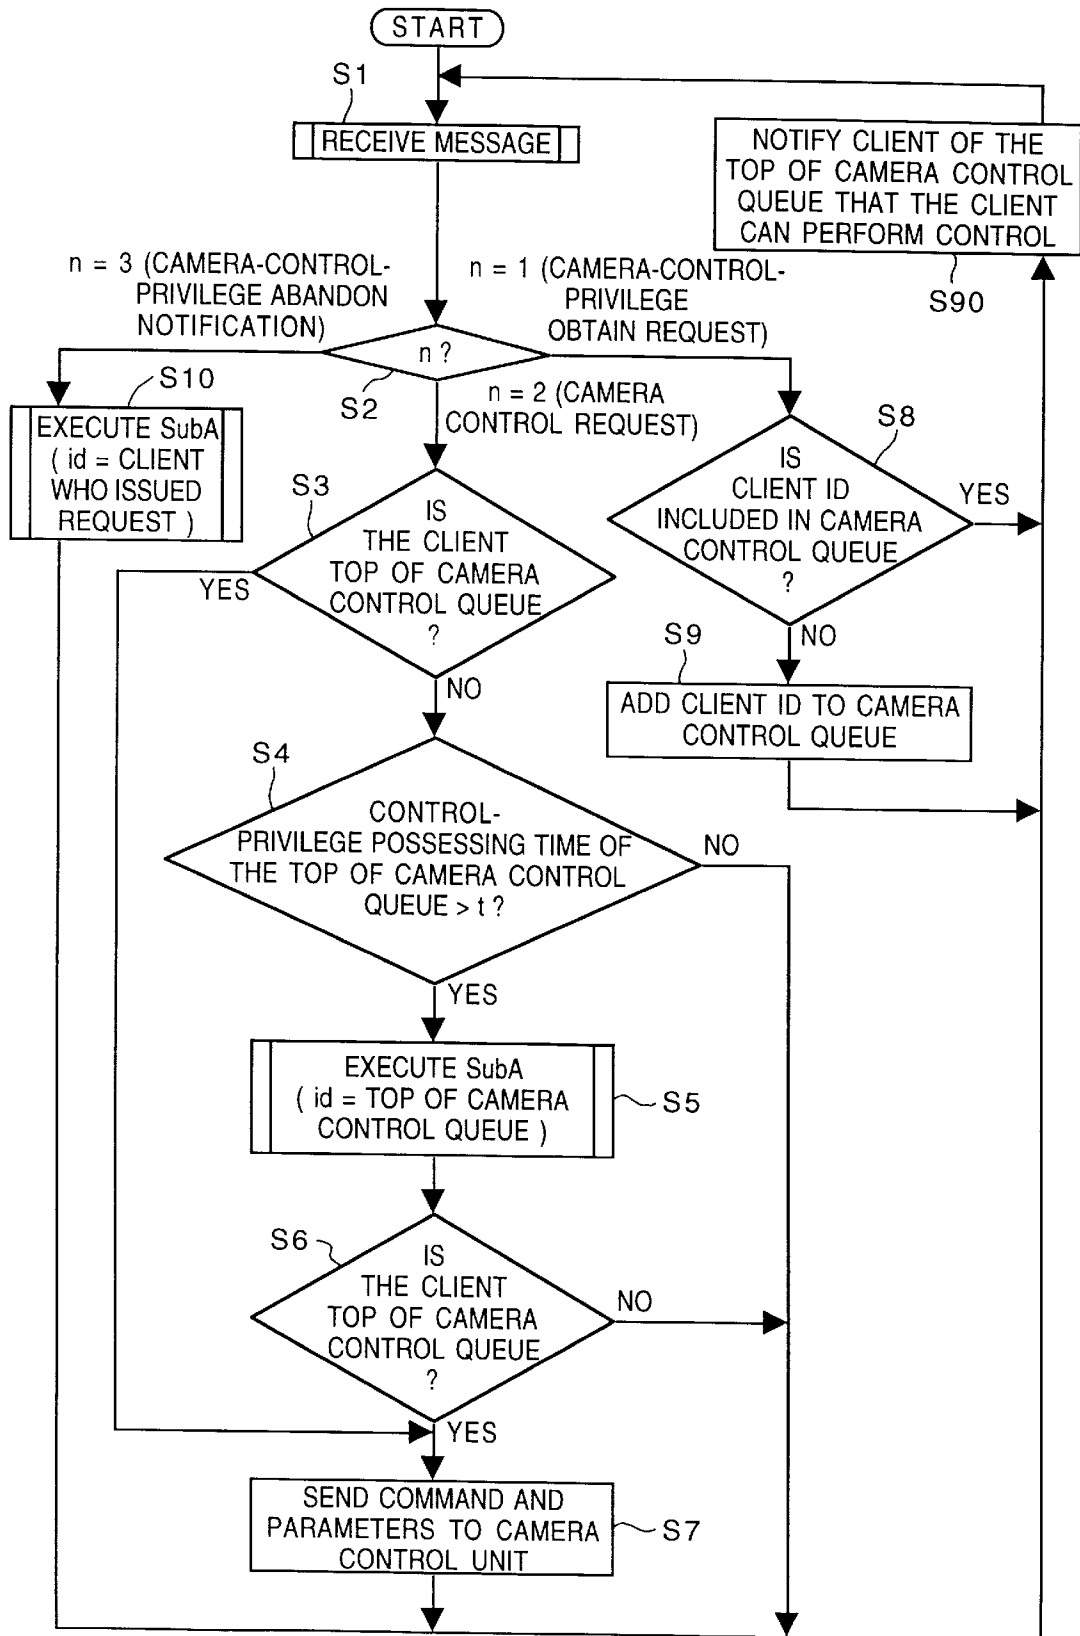 START
S1
RECEIVE MESSAGE
NOTIFY CLIENT OF THE
TOP OF CAMERA CONTROL
QUEUE THAT THE CLIENT
CAN PERFORM CONTROL
S90
n = 3 (CAMERA-CONTROL-
PRIVILEGE ABANDON
NOTIFICATION)
n = 1 (CAMERA-CONTROL-
PRIVILEGE
OBTAIN REQUEST)
n ?
S2
n = 2 (CAMERA
CONTROL REQUEST)
S10
EXECUTE SubA
( id = CLIENT
WHO ISSUED
REQUEST )
S8
IS
CLIENT ID
INCLUDED IN CAMERA
CONTROL QUEUE
?
YES
NO
S3
IS
THE CLIENT
TOP OF CAMERA
CONTROL QUEUE
?
YES
NO
S9
ADD CLIENT ID TO CAMERA
CONTROL QUEUE
S4
CONTROL-
PRIVILEGE POSSESSING TIME OF
THE TOP OF CAMERA CONTROL
QUEUE > t ?
NO
YES
EXECUTE SubA
( id = TOP OF CAMERA
CONTROL QUEUE )
S5
S6
IS
THE CLIENT
TOP OF CAMERA
CONTROL QUEUE
?
NO
YES
SEND COMMAND AND
PARAMETERS TO CAMERA
CONTROL UNIT
S7